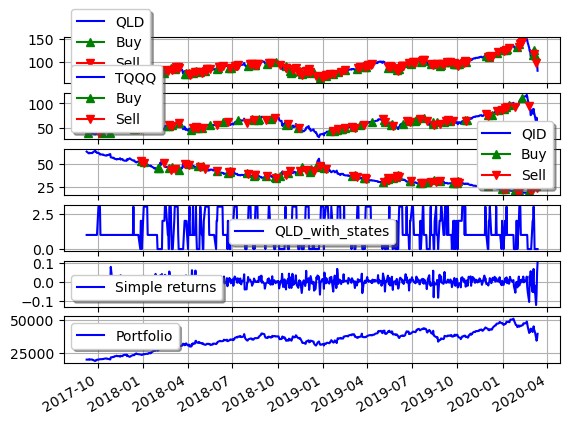 QLD
150
Buy
100
Sell
TQQQ
100
Buy
50
Sell
QID
Buy
Sell
50
25
2.5
0.0
QLD_with_states
0.1
0.0
−0.1
Simple returns
50000
25000
Portfolio
2017-10
2018-01
2018-04
2018-07
2018-10
2019-01
2019-04
2019-07
2019-10
2020-01
2020-04